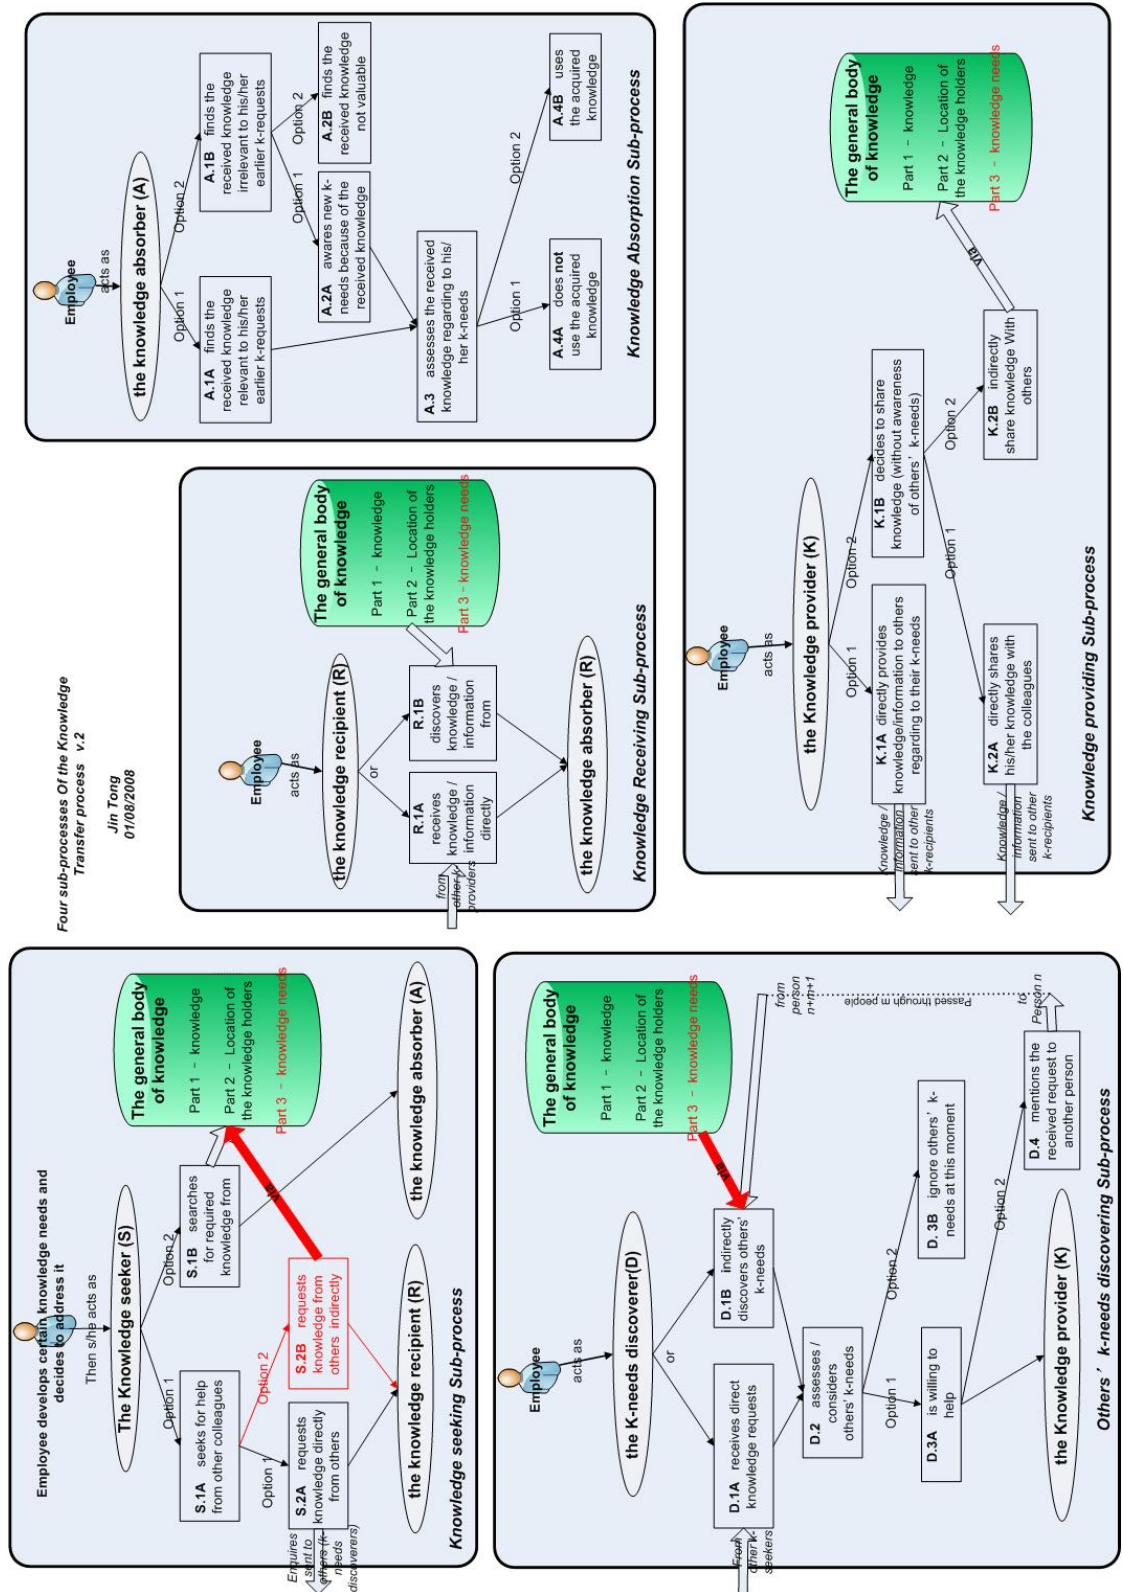 Four sub-processes Of the Knowledge
Transfer process v.2
Jin Tong
01/08/2008
Employee develops certain knowledge needs and
decides to address it
Then s/he acts as
The Knowledge seeker (S)
Option 1
Option 2
S.1A seeks for help
from other colleagues
S.1B searches
for required
knowledge from
The general body
of knowledge
Part 1 - knowledge
Part 2 - Location of
the knowledge holders
Part 3 - knowledge needs
Option 1
Option 2
via
S.2A requests
knowledge directly
from others
S.2B requests
knowledge from
others indirectly
Enquires
sent to
others (k-
needs
discoverers)
the knowledge recipient (R)
the knowledge absorber (A)
Knowledge seeking Sub-process
Employee
acts as
the knowledge recipient (R)
or
R.1A
receives
knowledge /
information
directly
R.1B
discovers
knowledge /
information
from
from
other k-
providers
The general body
of knowledge
Part 1 - knowledge
Part 2 - Location of
the knowledge holders
Part 3 - knowledge needs
the knowledge absorber (R)
Knowledge Receiving Sub-process
Employee
acts as
the knowledge absorber (A)
Option 1
Option 2
A.1A finds the
received knowledge
relevant to his/her
earlier k-requests
A.1B finds the
received knowledge
irrelevant to his/her
earlier k-requests
Option 1
Option 2
A.2A awares new k-
needs because of the
received knowledge
A.2B finds the
received knowledge
not valuable
A.3 assesses the received
knowledge regarding to his/
her k-needs
Option 1
Option 2
A.4A does not
use the acquired
knowledge
A.4B uses
the acquired
knowledge
Knowledge Absorption Sub-process
Employee
acts as
the K-needs discoverer(D)
or
D.1A receives direct
knowledge requests
D.1B indirectly
discovers others'
k-needs
From
other k-
seekers
via
The general body
of knowledge
Part 1 - knowledge
Part 2 - Location of
the knowledge holders
Part 3 - knowledge needs
from
person
n+m+1
Passed through m people
to
Person n
D.2 assesses /
considers
others' k-needs
Option 1
Option 2
D.3A is willing to
help
D. 3B ignore others' k-
needs at this moment
Option 2
D.4 mentions the
received request to
another person
the Knowledge provider (K)
Others' k-needs discovering Sub-process
Employee
acts as
the Knowledge provider (K)
Option 1
Option 2
K.1A directly provides
knowledge/information to others
regarding to their k-needs
K.1B decides to share
knowledge (without awareness
of others' k-needs)
Knowledge /
information
sent to other
k-recipients
Option 1
Option 2
K.2A directly shares
his/her knowledge with
the colleagues
K.2B indirectly
share knowledge With
others
Knowledge /
information
sent to other
k-recipients
via
The general body
of knowledge
Part 1 - knowledge
Part 2 - Location of
the knowledge holders
Part 3 - knowledge needs
Knowledge providing Sub-process